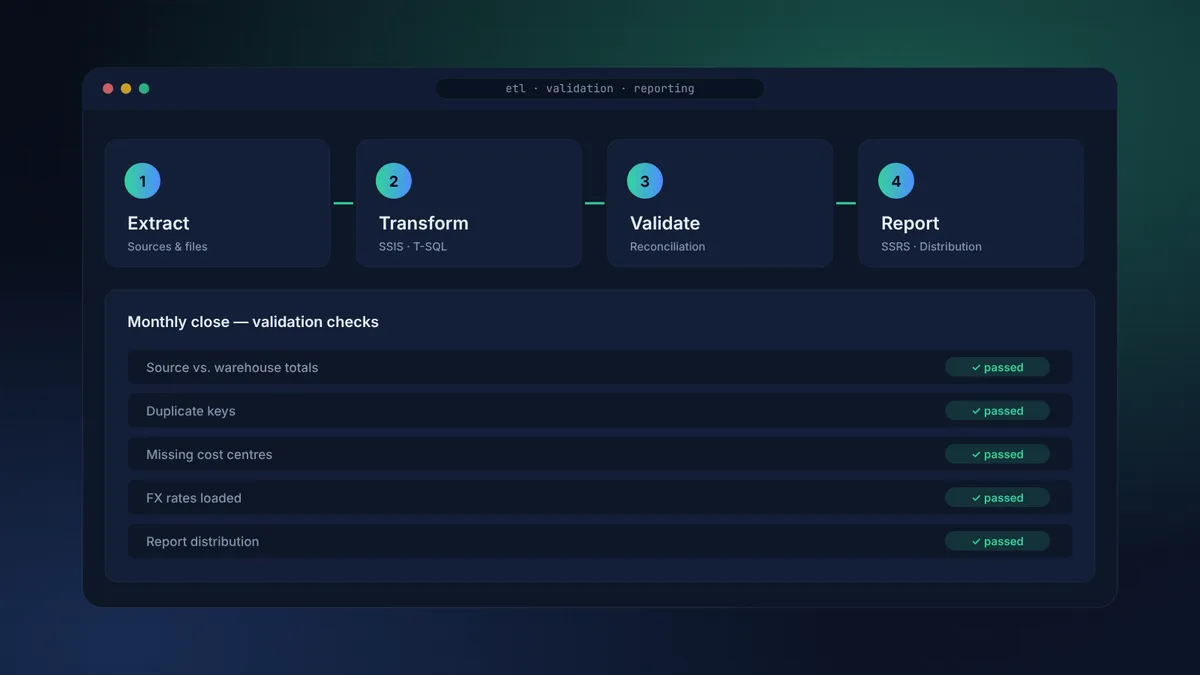 etl · validation · reporting
1
Extract
Sources & files
2
Transform
SSIS · T-SQL
3
Validate
Reconciliation
4
Report
SSRS · Distribution
Monthly close — validation checks
Source vs. warehouse totals
✓ passed
Duplicate keys
✓ passed
Missing cost centres
✓ passed
FX rates loaded
✓ passed
Report distribution
✓ passed